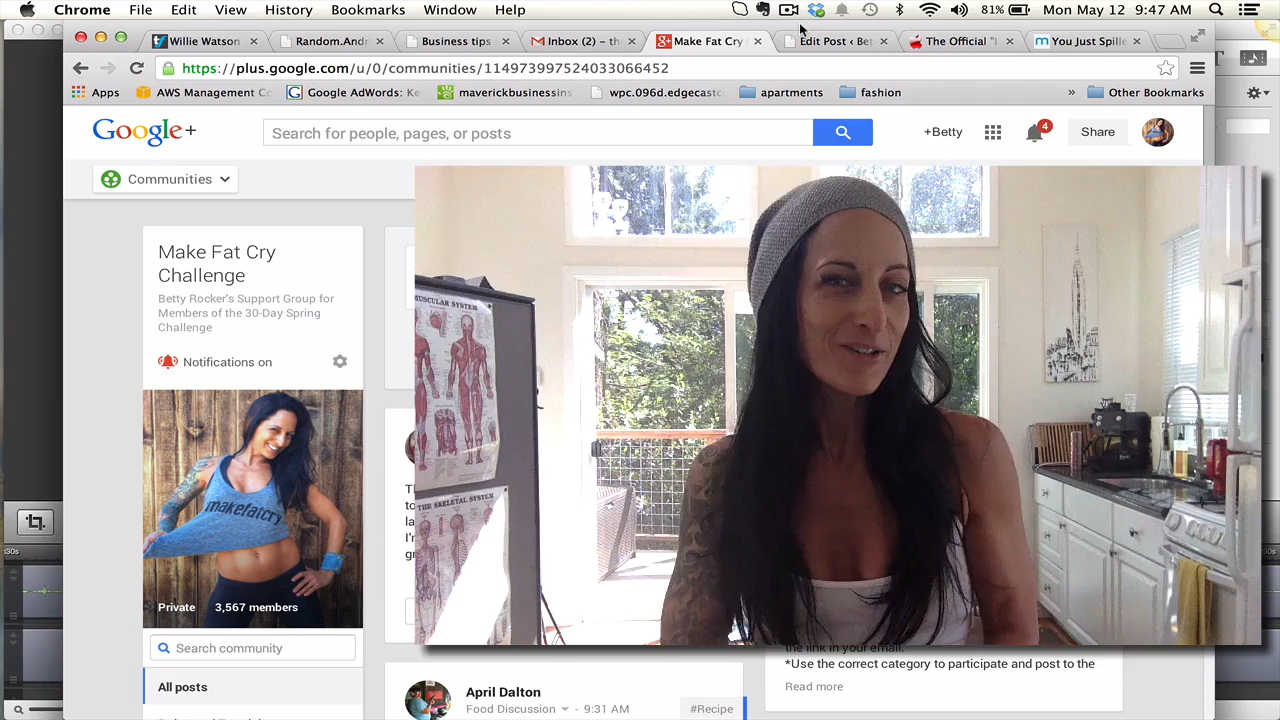 Chrome File Edit View History Bookmarks Window Help 81% Mon May 12 9:47 AM
Willie Watson
Random,Andr
Business tips
Inbox (2) – th
Make Fat Cry
Edit Post ‹ Bet
The Official "I
You Just Spille
https://plus.google.com/u/0/communities/114973997524033066452
Apps AWS Management Co Google AdWords: Ke maverickbusinessin wpc.096d.edgecast apartments fashion » Other Bookmarks
Google+
Search for people, pages, or posts
+Betty
4
Share
Communities
Make Fat Cry
Challenge
Betty Rocker's Support Group for
Members of the 30-Day Spring
Challenge
Notifications on
makefatcry
Private 3,567 members
Search community
All posts
MUSCULAR SYSTEM
THE SKELETAL SYSTEM
the link in your email.
*Use the correct category to participate and post to the
Read more
April Dalton
Food Discussion - 9:31 AM
#Recipe